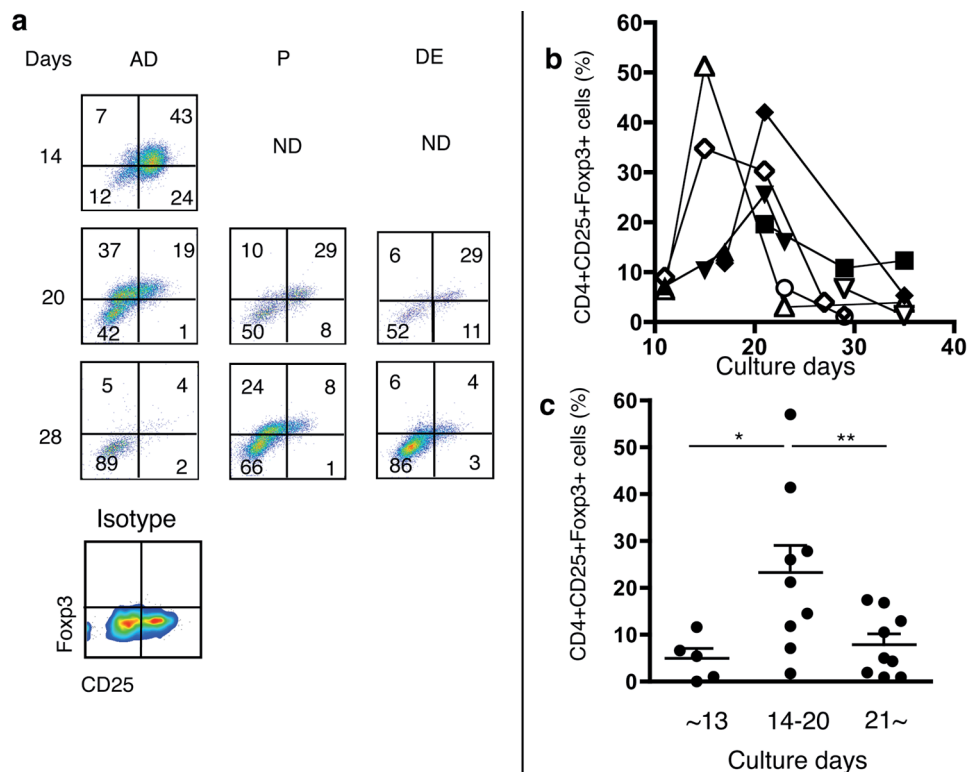 a
Days AD P DE
14
7 43
12 24
ND ND
20
37 19
42 1
10 29
50 8
6 29
52 11
28
5 4
89 2
24 8
66 1
6 4
86 3
Isotype
Foxp3
CD25
b
CD4+CD25+Foxp3+ cells (%)
60
50
40
30
20
10
0
10 20 30 40
Culture days
c
CD4+CD25+Foxp3+ cells (%)
60
50
40
30
20
10
0
* **
~13 14-20 21~
Culture days